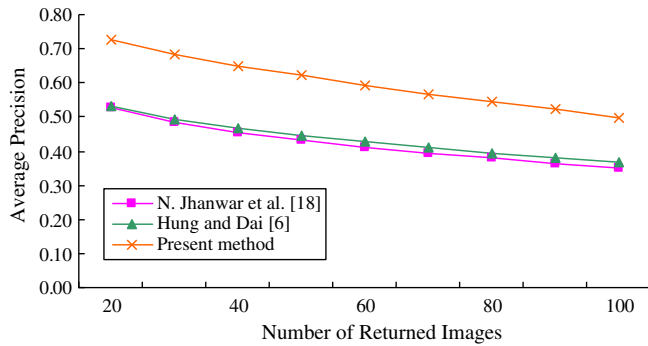 0.80
0.70
0.60
0.50
0.40
0.30
0.20
0.10
0.00
Average Precision
N. Jhanwar et al. [18]
Hung and Dai [6]
Present method
20 40 60 80 100
Number of Returned Images